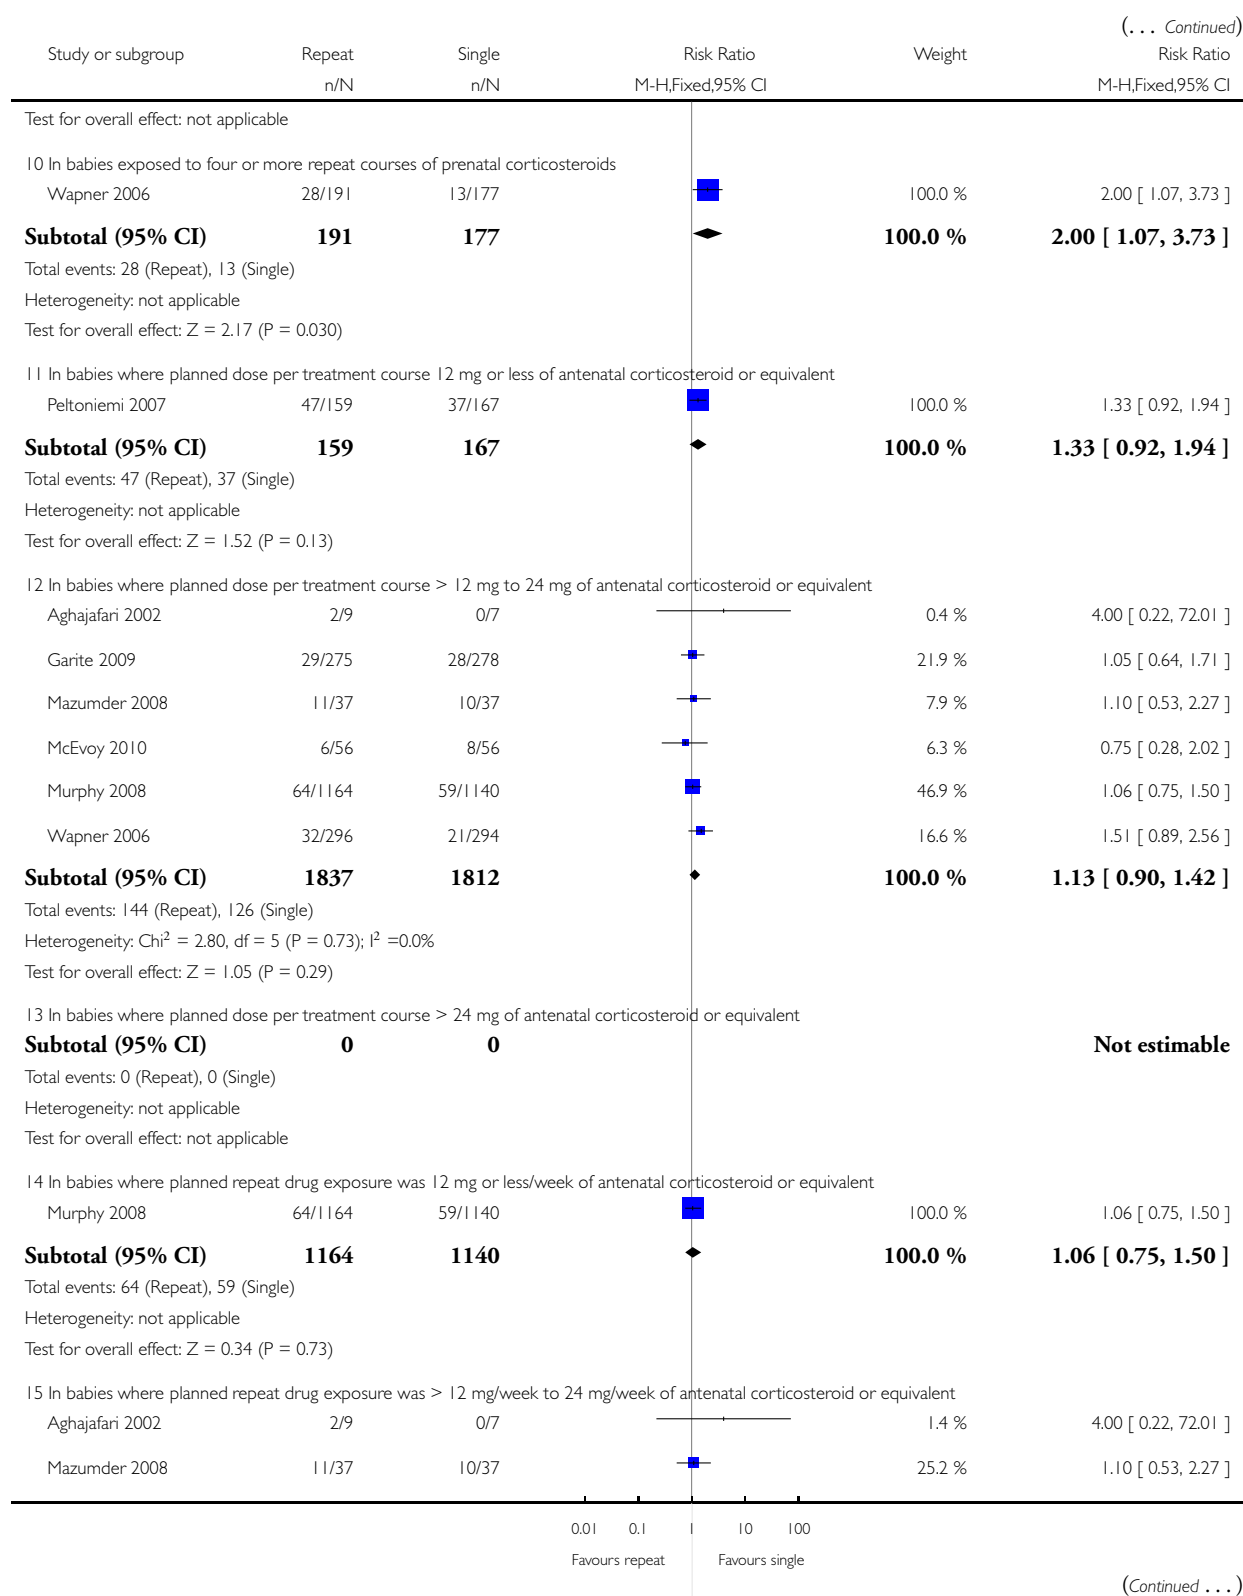 (... Continued)
Study or subgroup Repeat Single Risk Ratio Weight Risk Ratio
n/N n/N M-H,Fixed,95% CI M-H,Fixed,95% CI
Test for overall effect: not applicable
10 In babies exposed to four or more repeat courses of prenatal corticosteroids
Wapner 2006 28/191 13/177 100.0 % 2.00 [ 1.07, 3.73 ]
Subtotal (95% CI) 191 177 100.0 % 2.00 [ 1.07, 3.73 ]
Total events: 28 (Repeat), 13 (Single)
Heterogeneity: not applicable
Test for overall effect: Z = 2.17 (P = 0.030)
11 In babies where planned dose per treatment course 12 mg or less of antenatal corticosteroid or equivalent
Peltoniemi 2007 47/159 37/167 100.0 % 1.33 [ 0.92, 1.94 ]
Subtotal (95% CI) 159 167 100.0 % 1.33 [ 0.92, 1.94 ]
Total events: 47 (Repeat), 37 (Single)
Heterogeneity: not applicable
Test for overall effect: Z = 1.52 (P = 0.13)
12 In babies where planned dose per treatment course > 12 mg to 24 mg of antenatal corticosteroid or equivalent
Aghajafari 2002 2/9 0/7 0.4 % 4.00 [ 0.22, 72.01 ]
Garite 2009 29/275 28/278 21.9 % 1.05 [ 0.64, 1.71 ]
Mazumder 2008 11/37 10/37 7.9 % 1.10 [ 0.53, 2.27 ]
McEvoy 2010 6/56 8/56 6.3 % 0.75 [ 0.28, 2.02 ]
Murphy 2008 64/1164 59/1140 46.9 % 1.06 [ 0.75, 1.50 ]
Wapner 2006 32/296 21/294 16.6 % 1.51 [ 0.89, 2.56 ]
Subtotal (95% CI) 1837 1812 100.0 % 1.13 [ 0.90, 1.42 ]
Total events: 144 (Repeat), 126 (Single)
Heterogeneity: Chi² = 2.80, df = 5 (P = 0.73); I² =0.0%
Test for overall effect: Z = 1.05 (P = 0.29)
13 In babies where planned dose per treatment course > 24 mg of antenatal corticosteroid or equivalent
Subtotal (95% CI) 0 0 Not estimable
Total events: 0 (Repeat), 0 (Single)
Heterogeneity: not applicable
Test for overall effect: not applicable
14 In babies where planned repeat drug exposure was 12 mg or less/week of antenatal corticosteroid or equivalent
Murphy 2008 64/1164 59/1140 100.0 % 1.06 [ 0.75, 1.50 ]
Subtotal (95% CI) 1164 1140 100.0 % 1.06 [ 0.75, 1.50 ]
Total events: 64 (Repeat), 59 (Single)
Heterogeneity: not applicable
Test for overall effect: Z = 0.34 (P = 0.73)
15 In babies where planned repeat drug exposure was > 12 mg/week to 24 mg/week of antenatal corticosteroid or equivalent
Aghajafari 2002 2/9 0/7 1.4 % 4.00 [ 0.22, 72.01 ]
Mazumder 2008 11/37 10/37 25.2 % 1.10 [ 0.53, 2.27 ]
0.01 0.1 1 10 100
Favours repeat Favours single
(Continued ...)